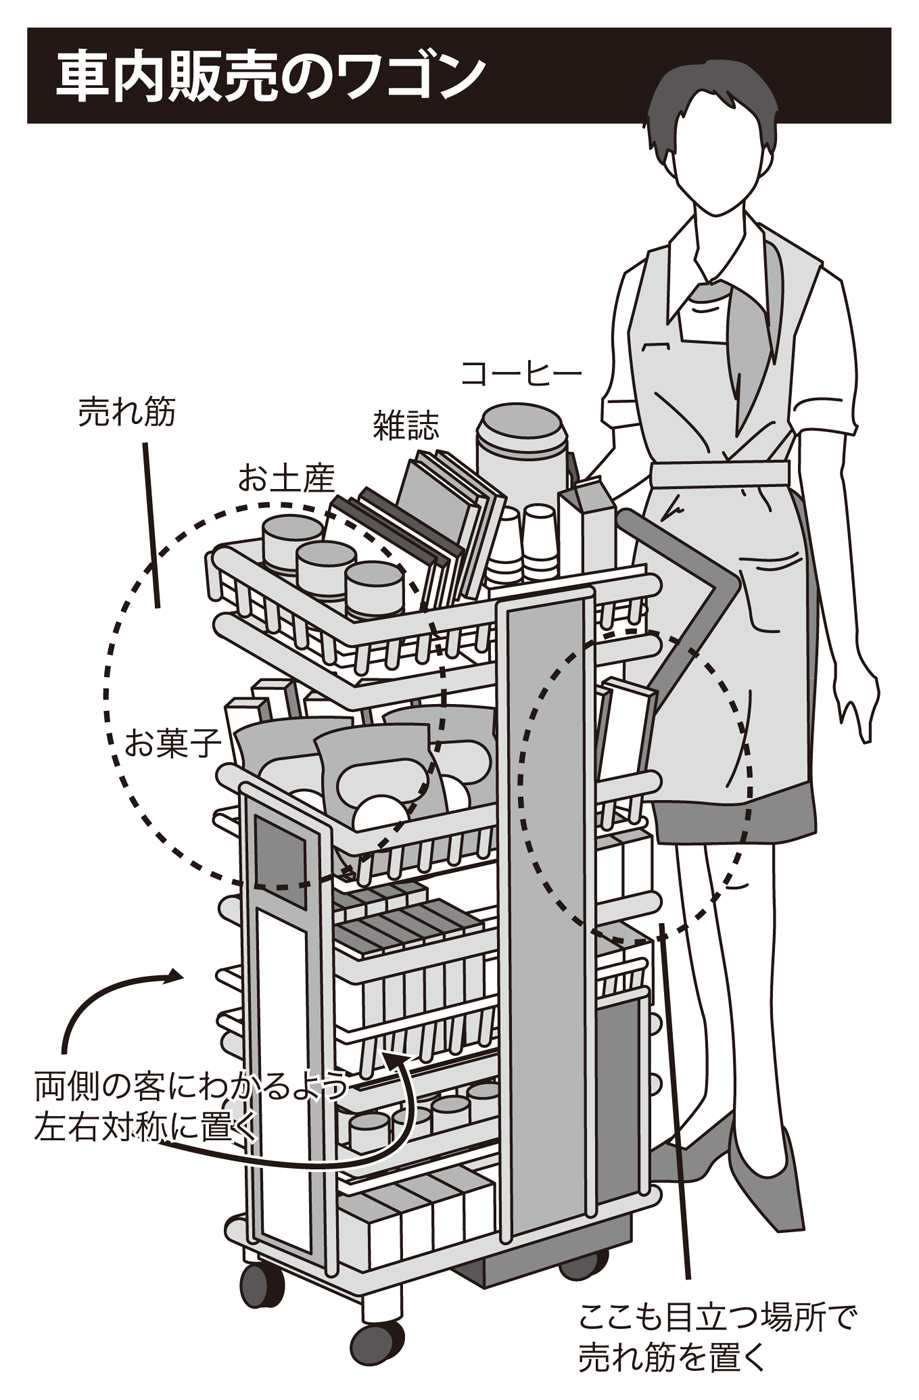 車内販売のワゴン
コーヒー
売れ筋
雑誌
お土産
お菓子
両側の客にわかるよう
左右対称に置く
ここも目立つ場所で
売れ筋を置く